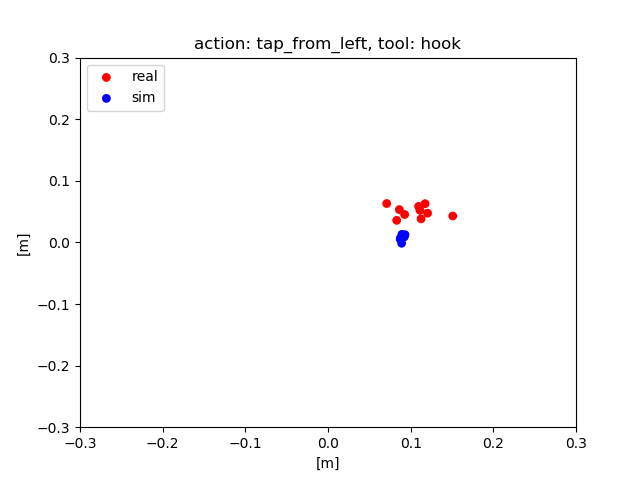 action: tap_from_left, tool: hook
real
sim
0.3
0.2
0.1
0.0
−0.1
−0.2
−0.3
[m]
−0.3 −0.2 −0.1 0.0 0.1 0.2 0.3
[m]